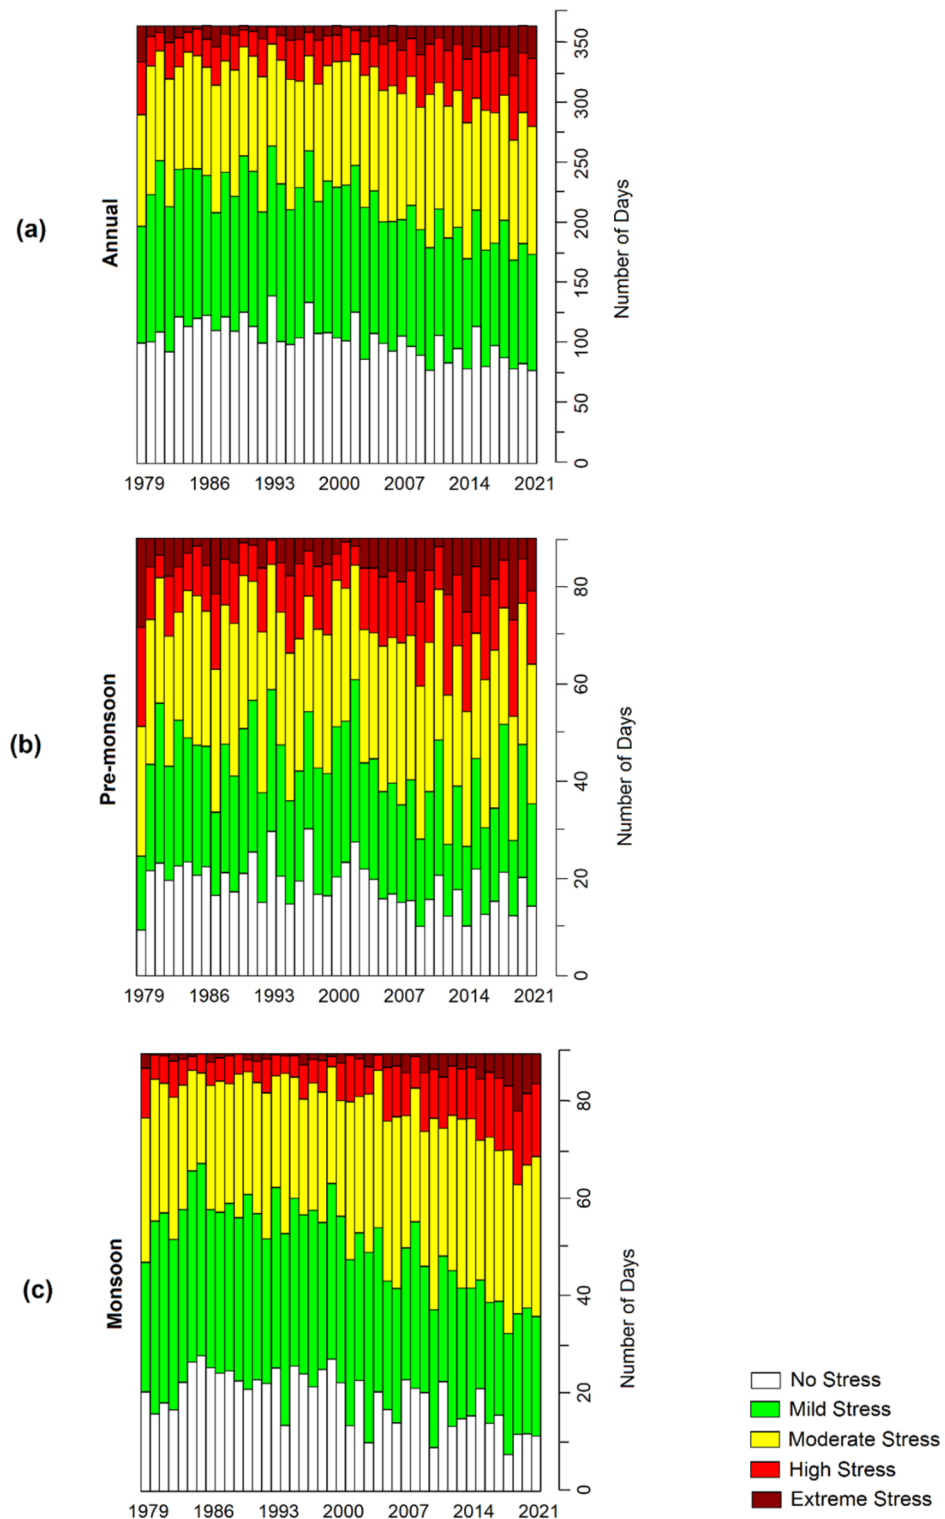 (a)
Annual
350
300
250
200
150
100
50
0
Number of Days
1979 1986 1993 2000 2007 2014 2021
(b)
Pre-monsoon
80
60
40
20
0
Number of Days
1979 1986 1993 2000 2007 2014 2021
(c)
Monsoon
80
60
40
20
0
Number of Days
1979 1986 1993 2000 2007 2014 2021
No Stress
Mild Stress
Moderate Stress
High Stress
Extreme Stress